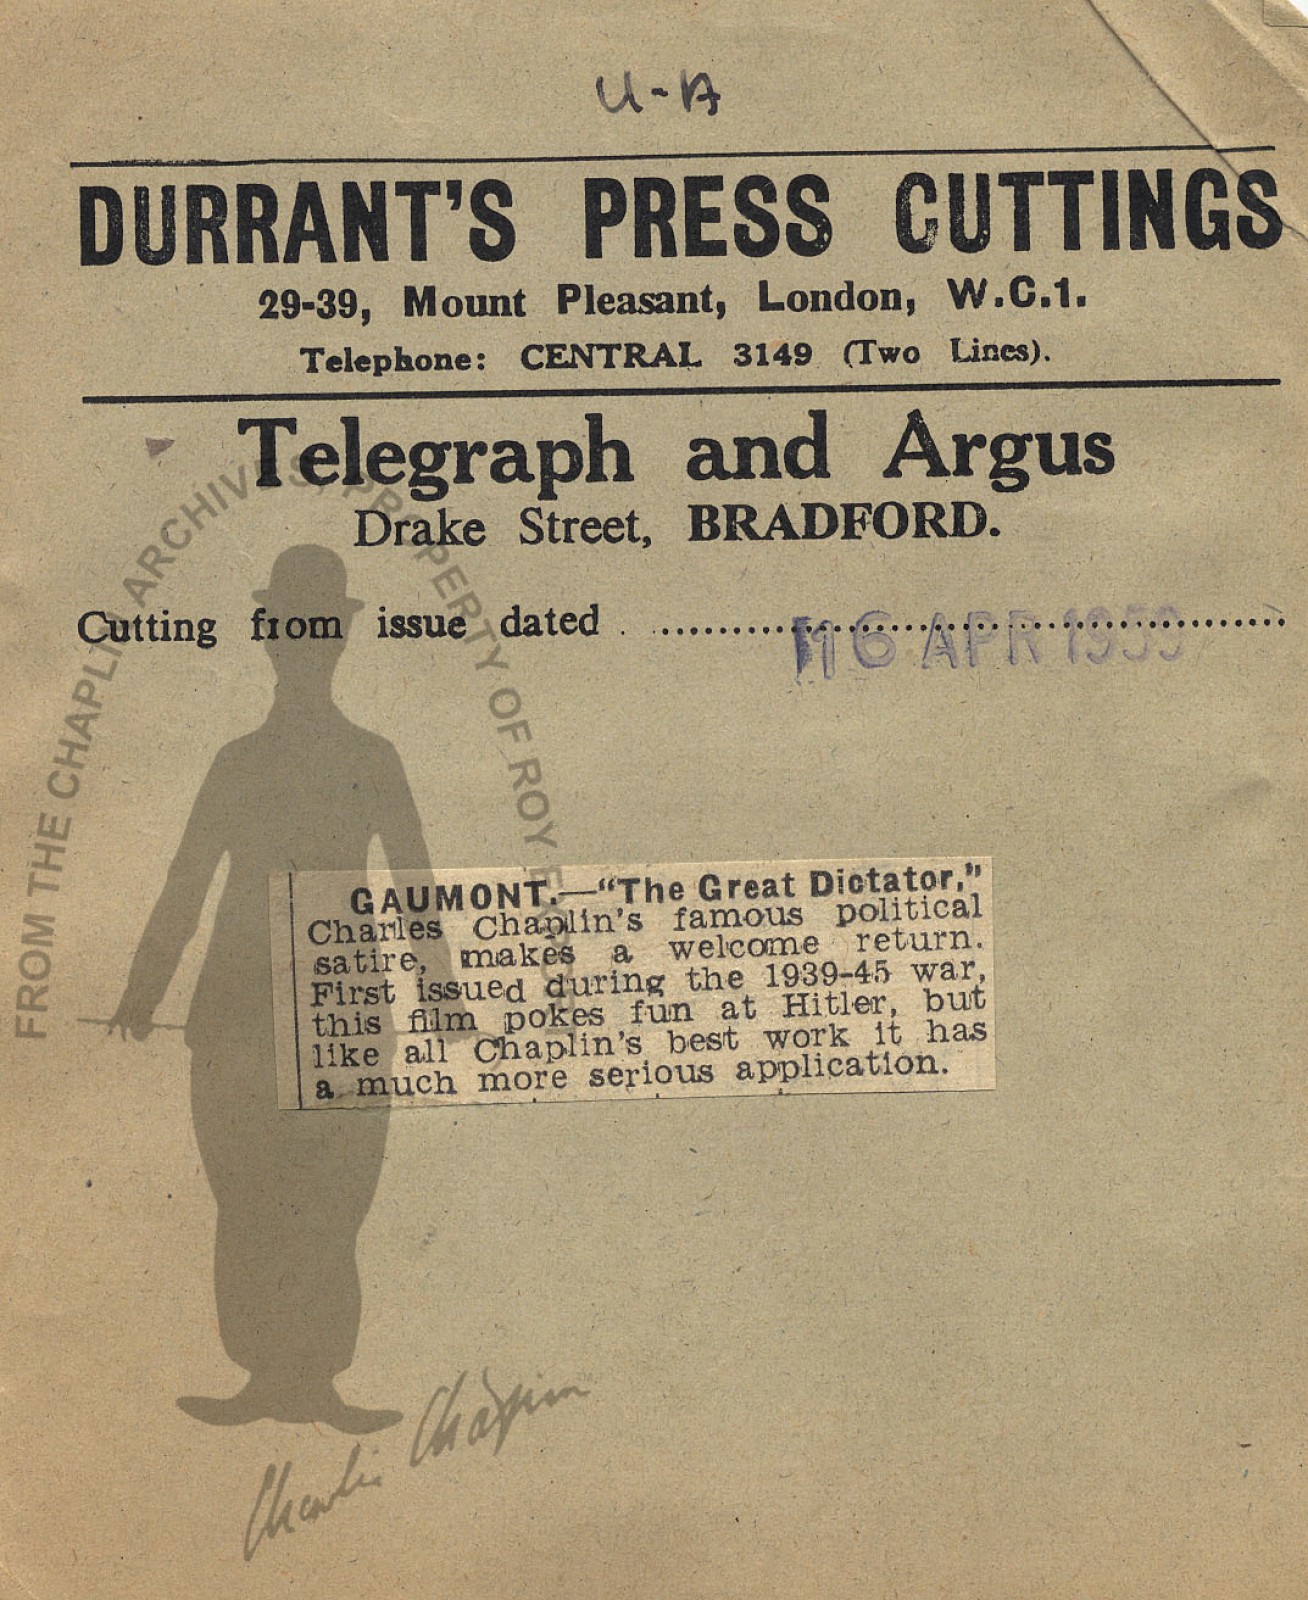 U-A
DURRANT'S PRESS CUTTINGS
29-39, Mount Pleasant, London, W.C.1.
Telephone: CENTRAL 3149 (Two Lines).
Telegraph and Argus
Drake Street, BRADFORD.
Cutting from issue dated
16 APR 1959
GAUMONT.—"The Great Dictator,"
Charles Chaplin's famous political
satire, makes a welcome return.
First issued during the 1939-45 war,
this film pokes fun at Hitler, but
like all Chaplin's best work it has
a much more serious application.
FROM THE CHAPLIN ARCHIVES, PROPERTY OF ROY
Charlie Chaplin